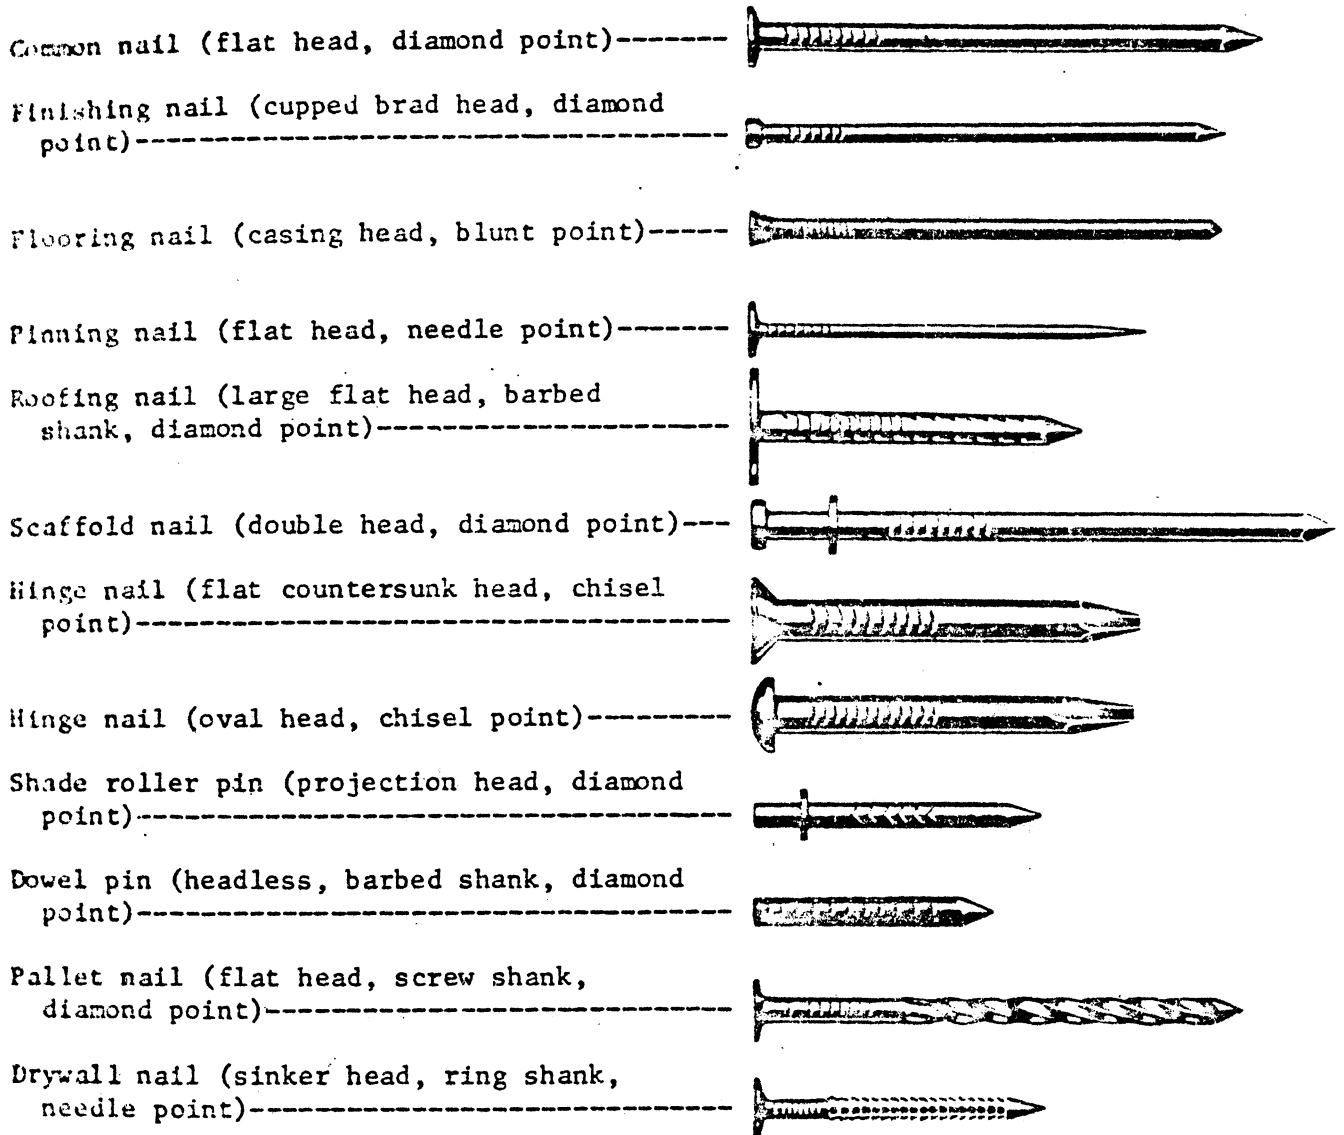 Common nail (flat head, diamond point)-------
Finishing nail (cupped brad head, diamond
point)-------------------------------------
Flooring nail (casing head, blunt point)-----
Pinning nail (flat head, needle point)-------
Roofing nail (large flat head, barbed
shank, diamond point)----------------------
Scaffold nail (double head, diamond point)---
Hinge nail (flat countersunk head, chisel
point)-------------------------------------
Hinge nail (oval head, chisel point)---------
Shade roller pin (projection head, diamond
point)-------------------------------------
Dowel pin (headless, barbed shank, diamond
point)-------------------------------------
Pallet nail (flat head, screw shank,
diamond point)-----------------------------
Drywall nail (sinker head, ring shank,
needle point)------------------------------